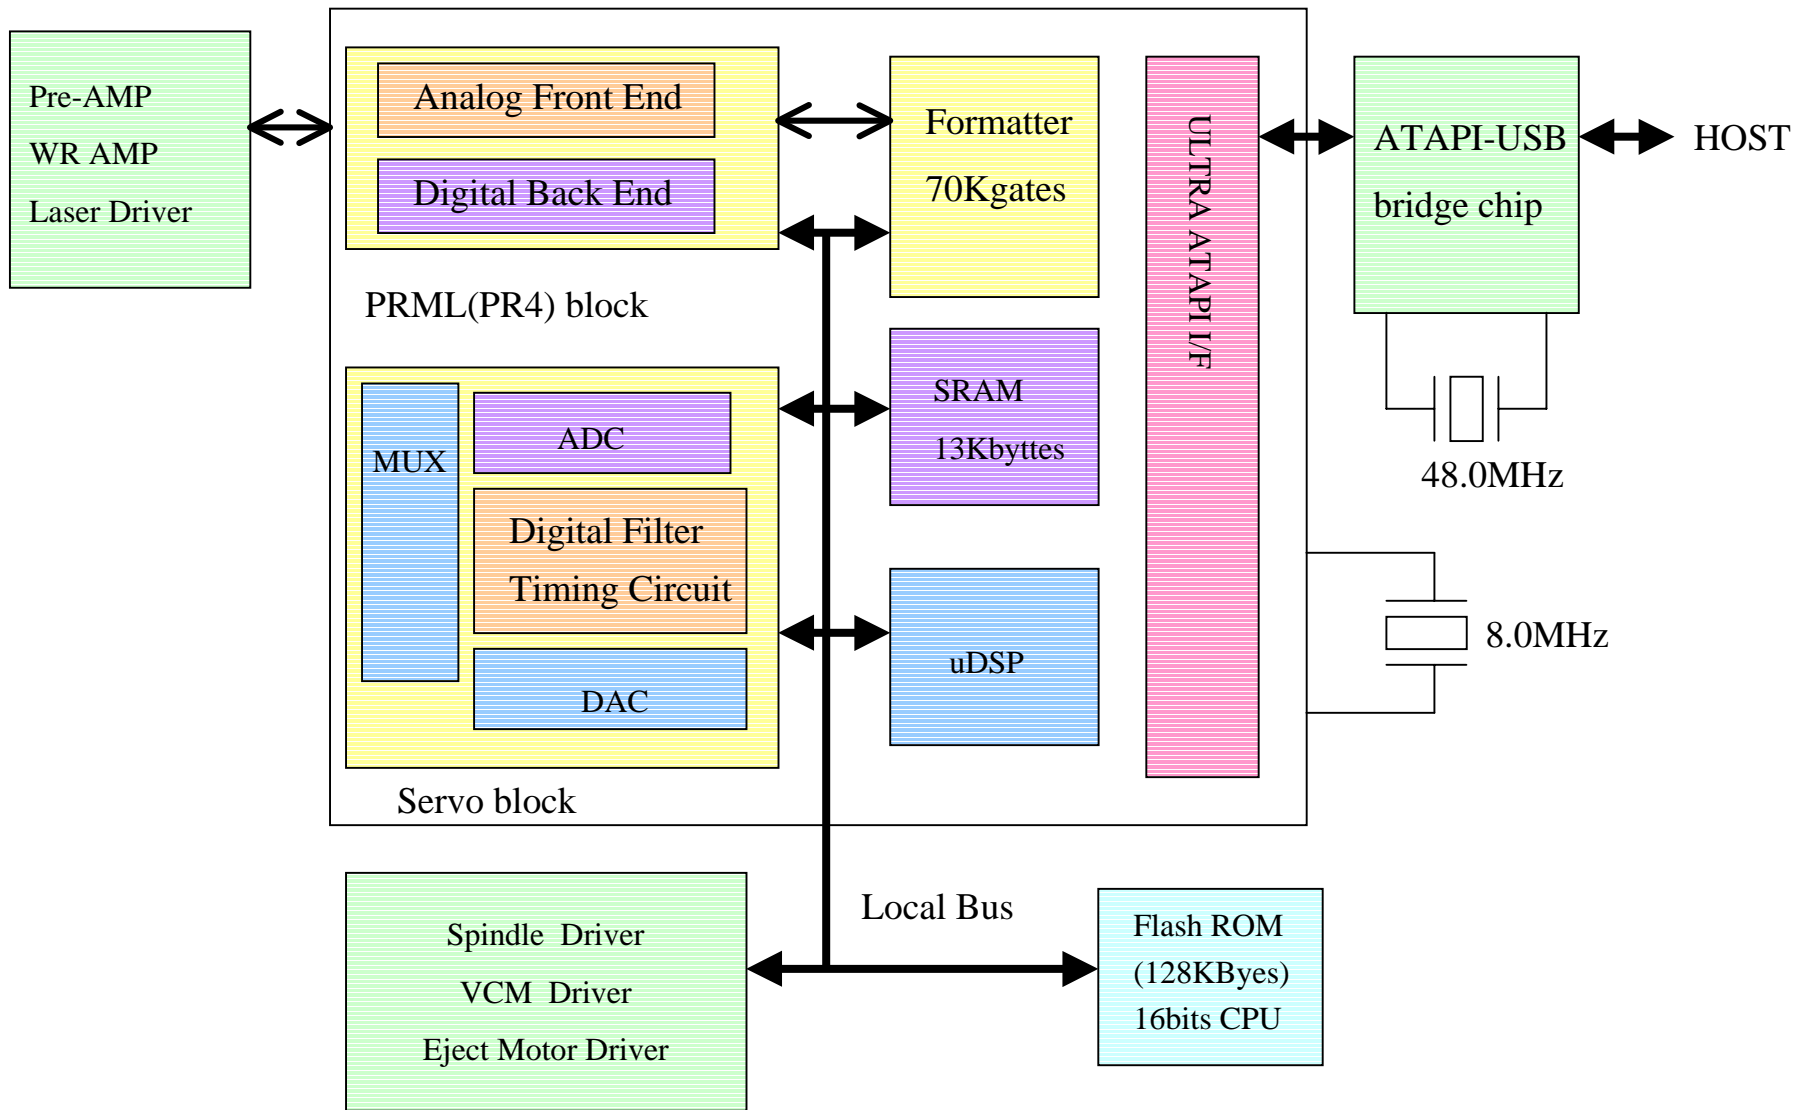 Pre-AMP
WR AMP
Laser Driver
Analog Front End
Digital Back End
PRML(PR4) block
Formatter
70Kgates
ULTRA ATAPI I/F
ATAPI-USB
bridge chip
HOST
48.0MHz
MUX
ADC
Digital Filter
Timing Circuit
DAC
Servo block
SRAM
13Kbyttes
uDSP
8.0MHz
Spindle Driver
VCM Driver
Eject Motor Driver
Local Bus
Flash ROM
(128KByes)
16bits CPU